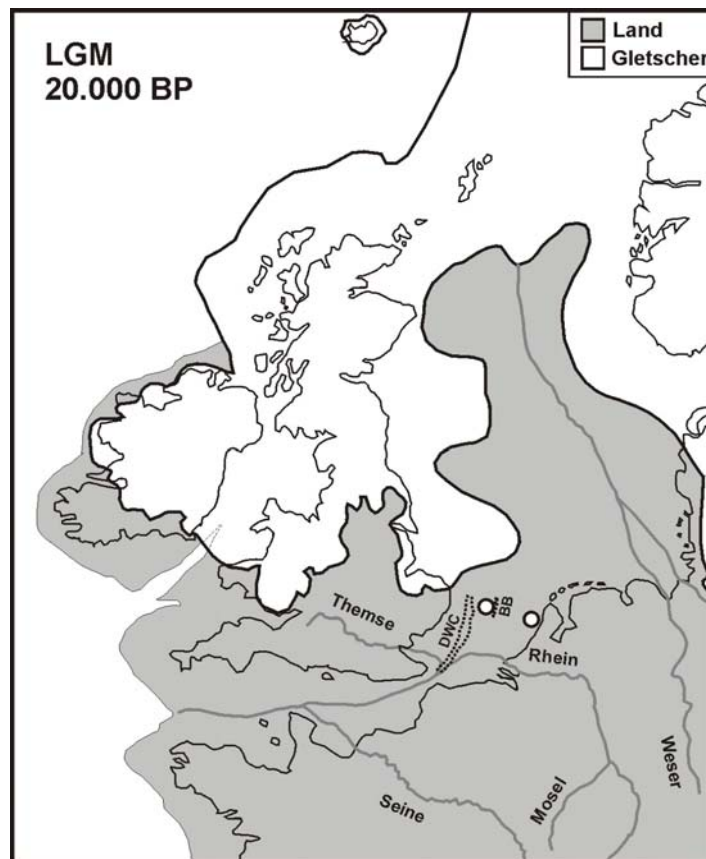 LGM
20.000 BP
Land
Gletscher
Themse
DWC
BB
Rhein
Weser
Mosel
Seine